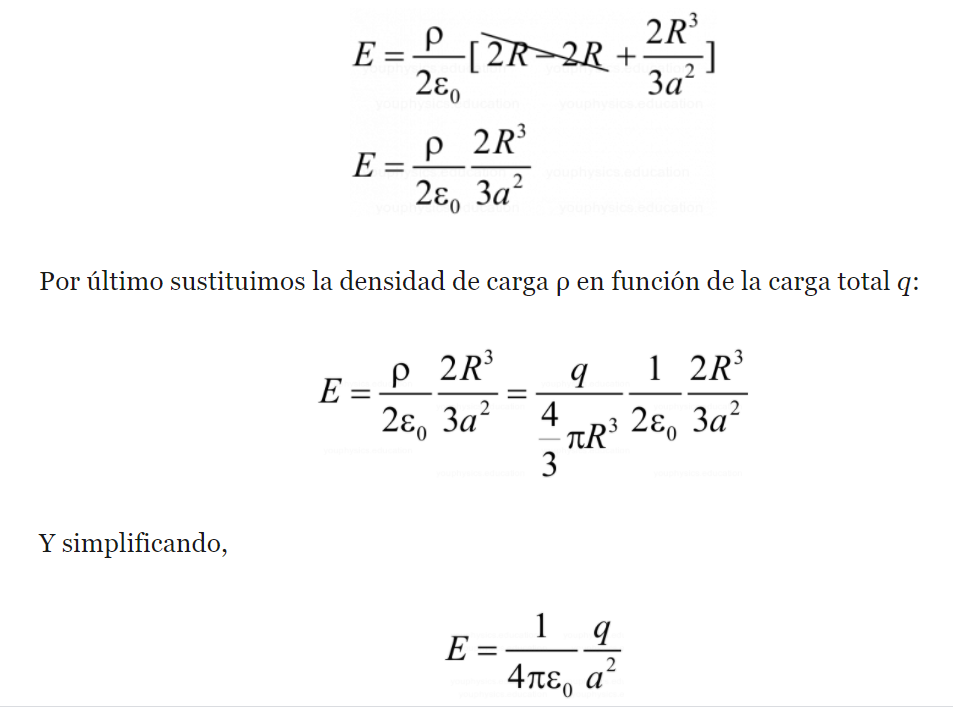 E = ρ/2ε₀ [ 2R – 2R + 2R³/3a² ]
E = ρ/2ε₀ 2R³/3a²
Por último sustituimos la densidad de carga ρ en función de la carga total q:
E = ρ/2ε₀ 2R³/3a² = q/(4/3 πR³) 1/2ε₀ 2R³/3a²
Y simplificando,
E = 1/4πε₀ q/a²